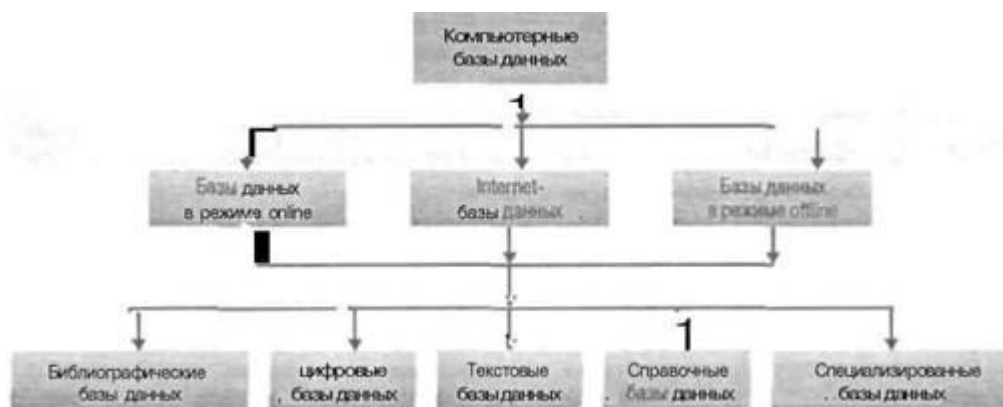 Компьютерные
базы данных
Базы данных
в режиме online
Internet-
базы данных
Базы данных
в режиме offline
Библиографические
базы данных
цифровые
базы данных
Текстовые
базы данных
Справочные
базы данных
Специализированные
базы данных